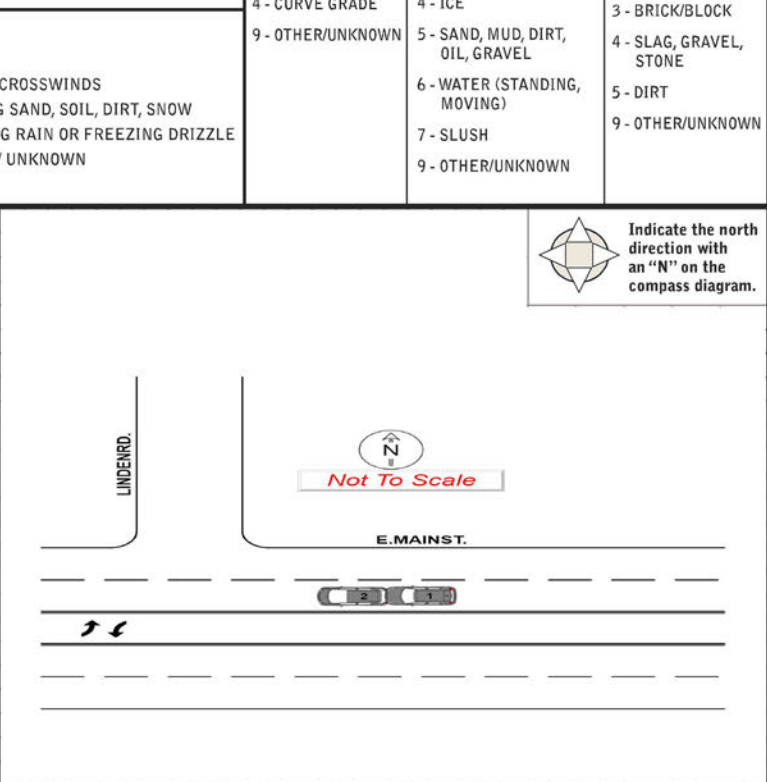 4 - CURVE GRADE
9 - OTHER/UNKNOWN
4 - ICE
5 - SAND, MUD, DIRT,
OIL, GRAVEL
6 - WATER (STANDING,
MOVING)
7 - SLUSH
9 - OTHER/UNKNOWN
3 - BRICK/BLOCK
4 - SLAG, GRAVEL,
STONE
5 - DIRT
9 - OTHER/UNKNOWN
CROSSWINDS
G SAND, SOIL, DIRT, SNOW
G RAIN OR FREEZING DRIZZLE
/ UNKNOWN
Indicate the north
direction with
an “N” on the
compass diagram.
LINDENRD.
N
Not To Scale
E.MAINST.
2
1